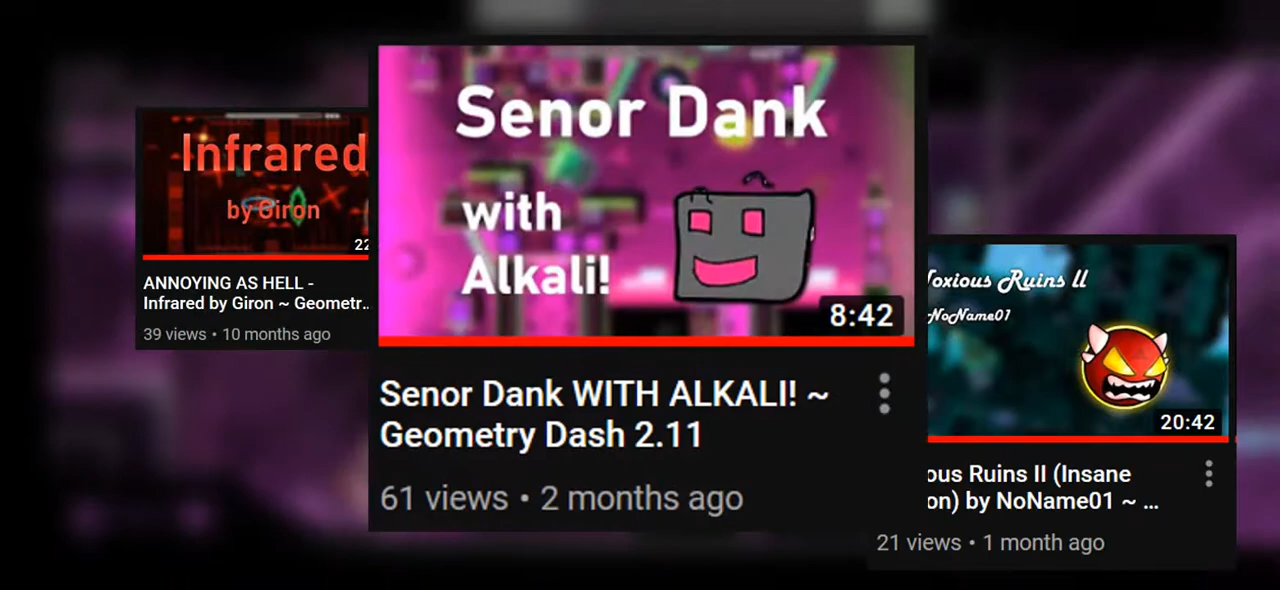 Infrared
by Giron
22
ANNOYING AS HELL -
Infrared by Giron ~ Geometr...
39 views • 10 months ago
Senor Dank
with
Alkali!
8:42
Senor Dank WITH ALKALI! ~
Geometry Dash 2.11
61 views • 2 months ago
oxious Ruins II
NoName01
20:42
ous Ruins II (Insane
on) by NoName01 ~ ...
21 views • 1 month ago